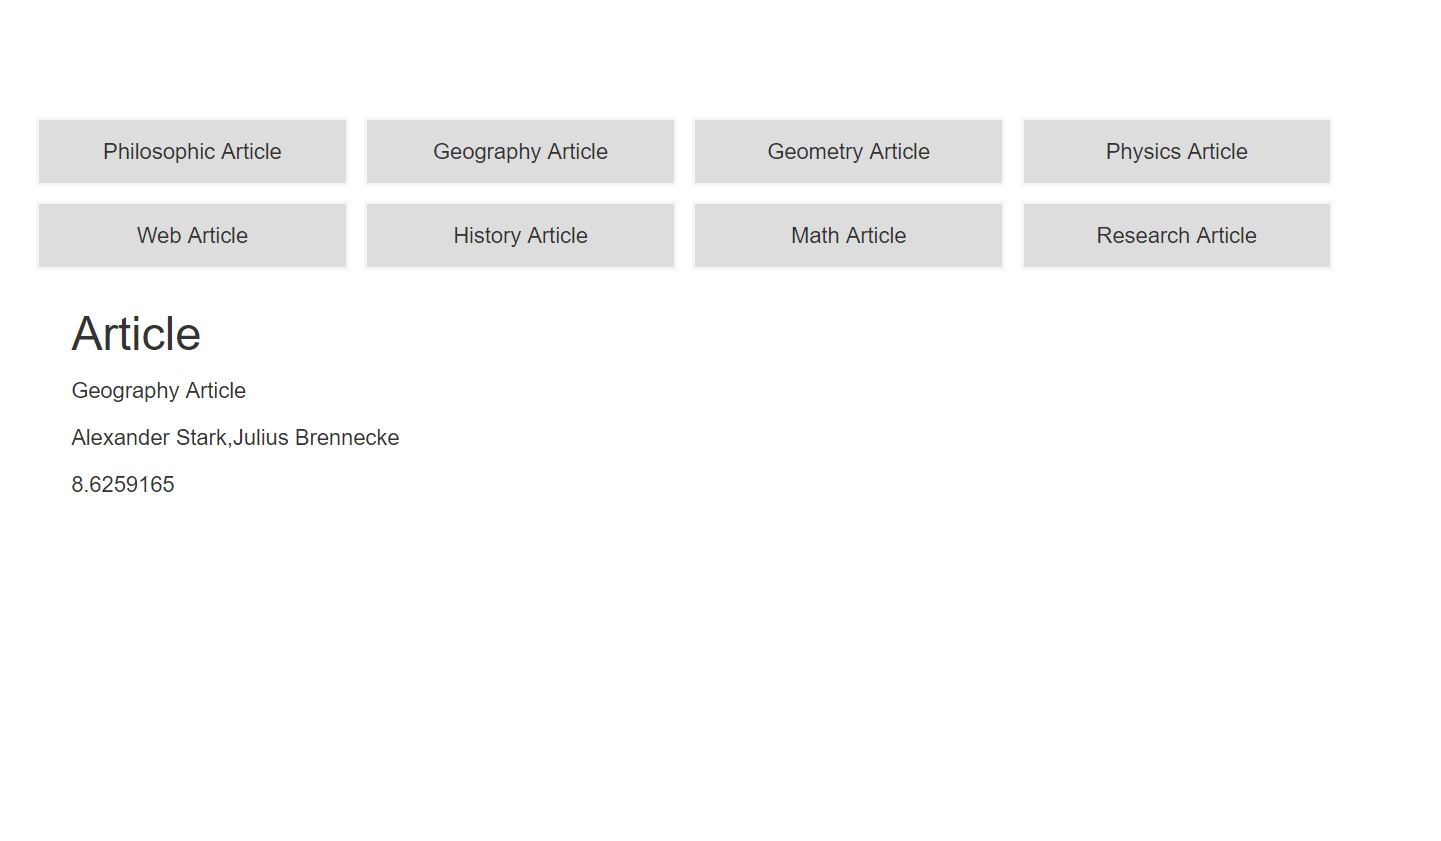 Philosophic Article Geography Article Geometry Article Physics Article
Web Article History Article Math Article Research Article
Article
Geography Article
Alexander Stark,Julius Brennecke
8.6259165